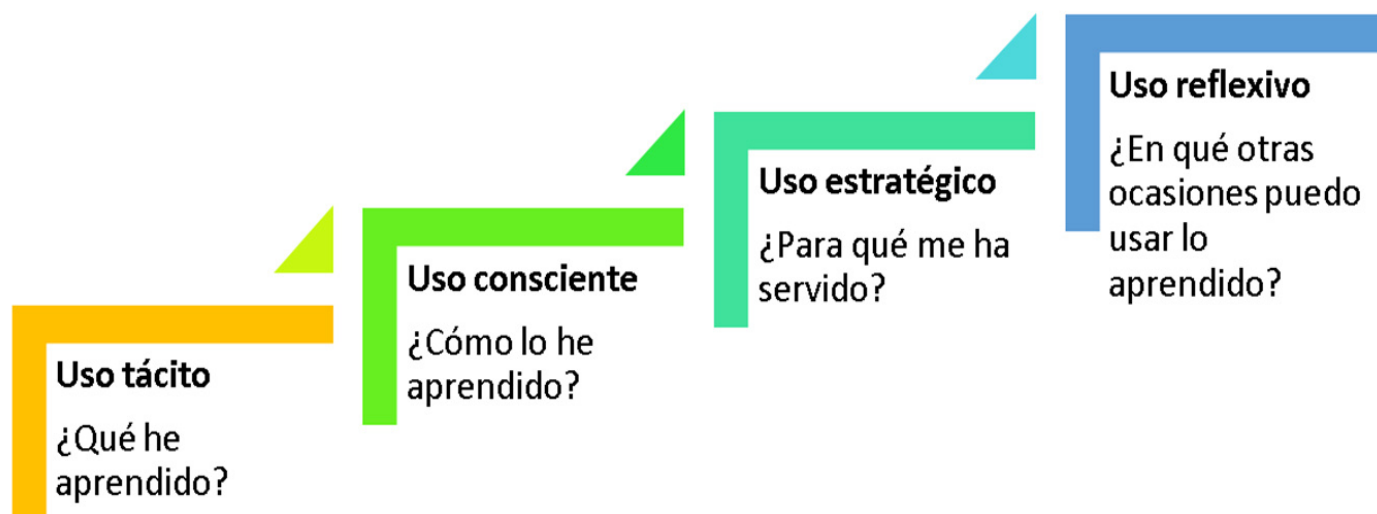 Uso tácito
¿Qué he
aprendido?
Uso consciente
¿Cómo lo he
aprendido?
Uso estratégico
¿Para qué me ha
servido?
Uso reflexivo
¿En qué otras
ocasiones puedo
usar lo
aprendido?